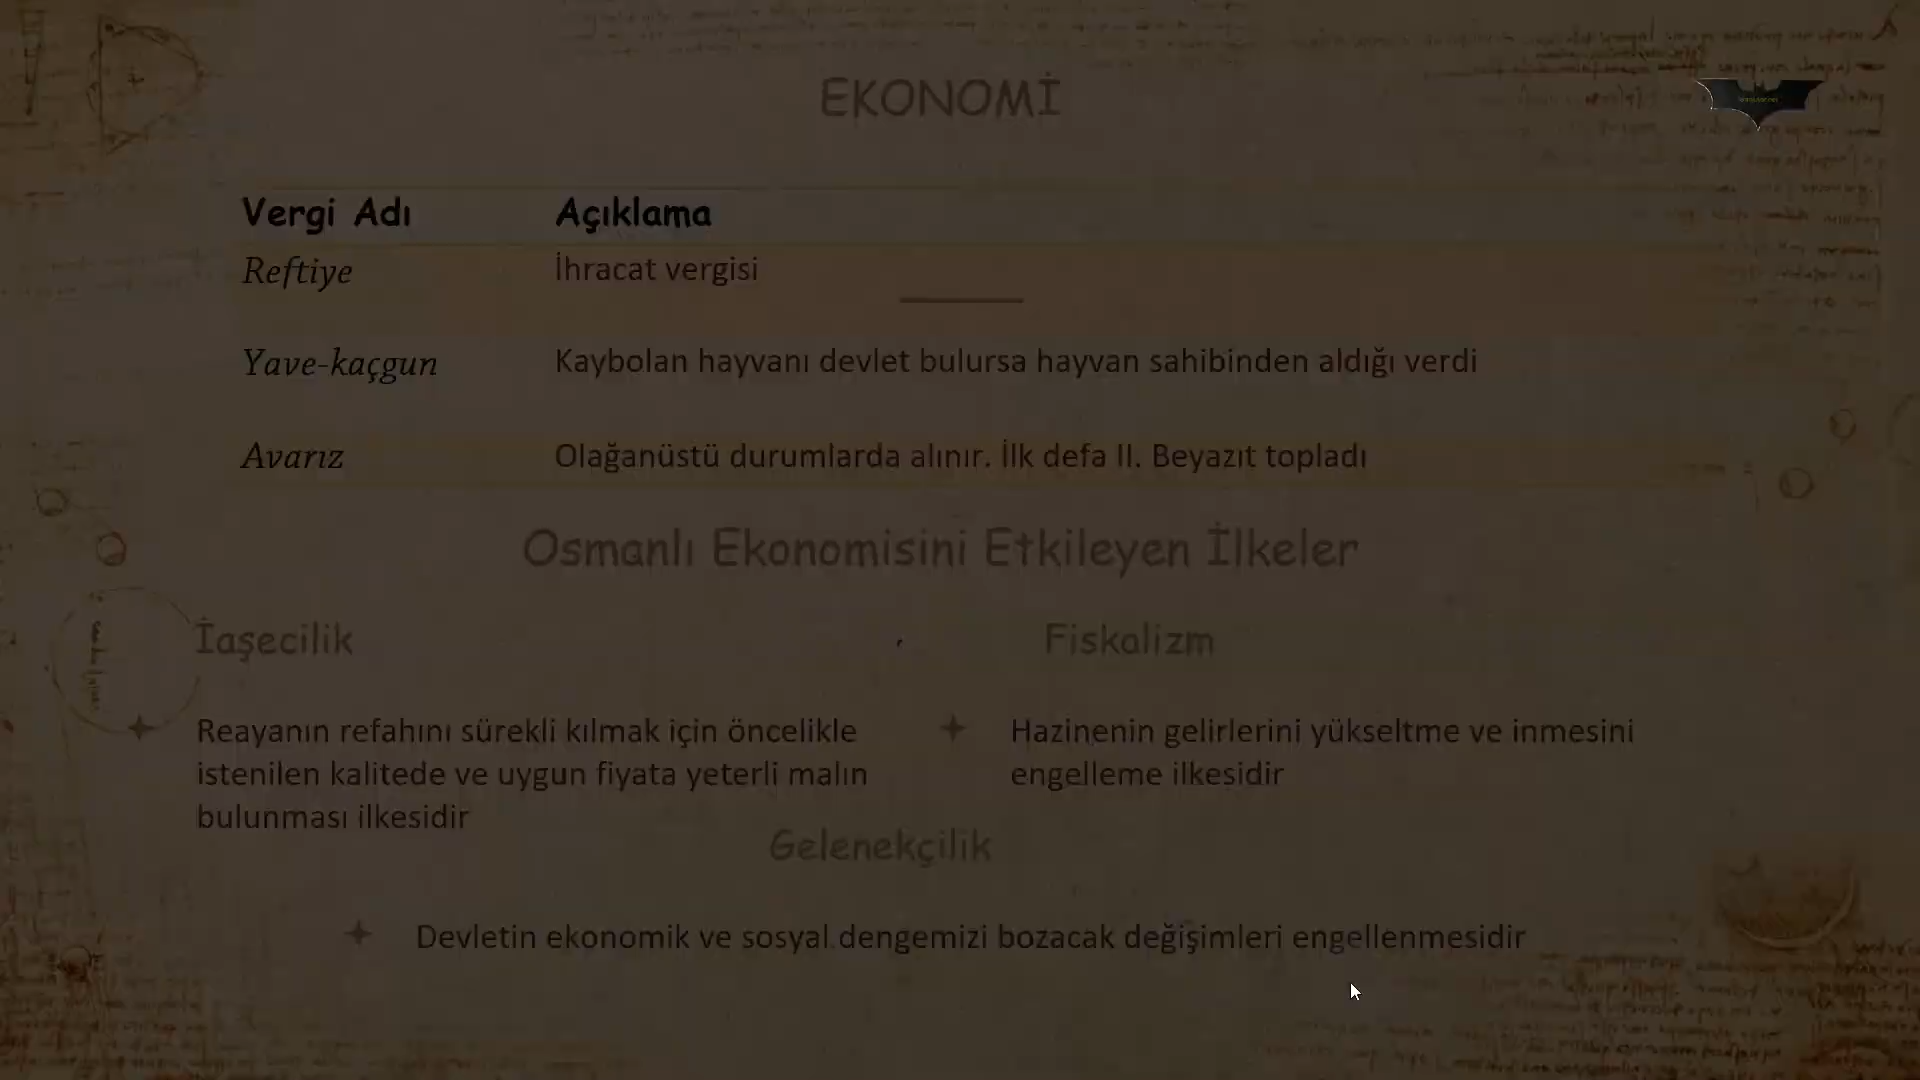 EKONOMİ
Vergi Adı Açıklama
Reftiye İhracat vergisi
Yave-kaçgun Kaybolan hayvanı devlet bulursa hayvan sahibinden aldığı verdi
Avarız Olağanüstü durumlarda alınır. İlk defa II. Beyazıt topladı
Osmanlı Ekonomisini Etkileyen İlkeler
İaşecilik
Reayanın refahını sürekli kılmak için öncelikle
istenilen kalitede ve uygun fiyata yeterli malın
bulunması ilkesidir
Fiskalizm
Hazinenin gelirlerini yükseltme ve inmesini
engelleme ilkesidir
Gelenekçilik
Devletin ekonomik ve sosyal dengemizi bozacak değişimleri engellenmesidir